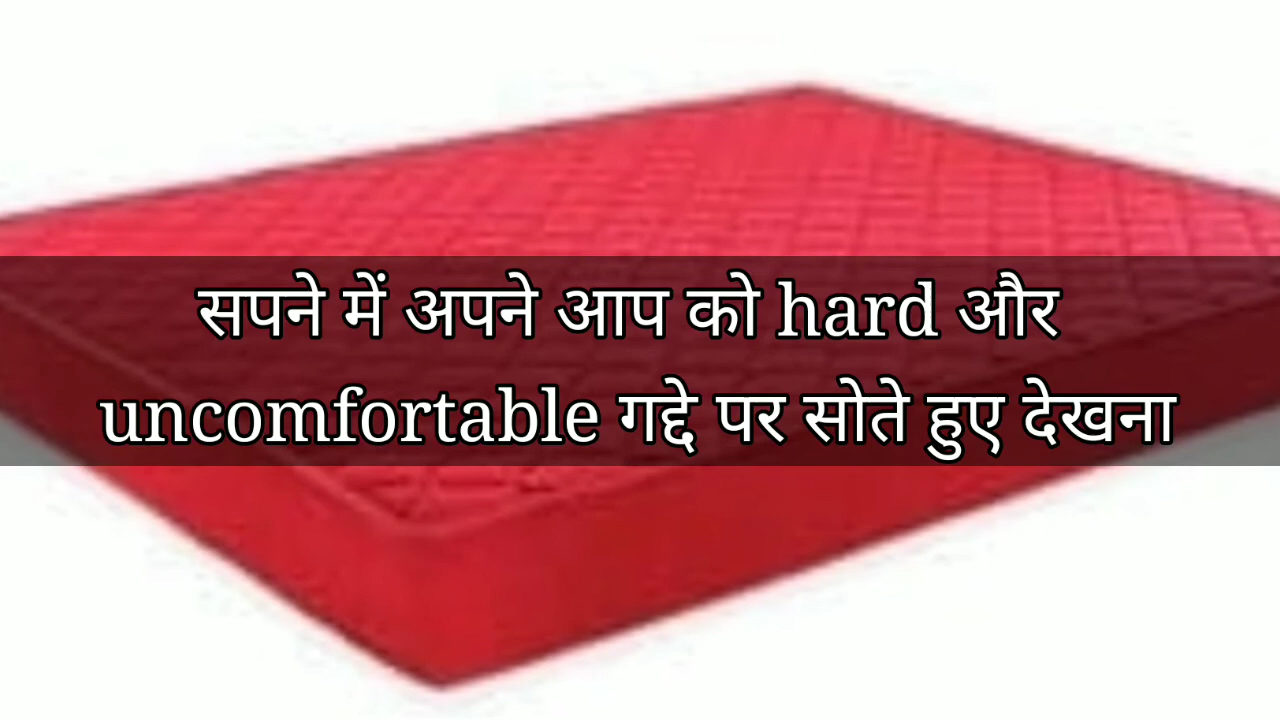 सपने में अपने आप को hard और
uncomfortable गद्दे पर सोते हुए देखना